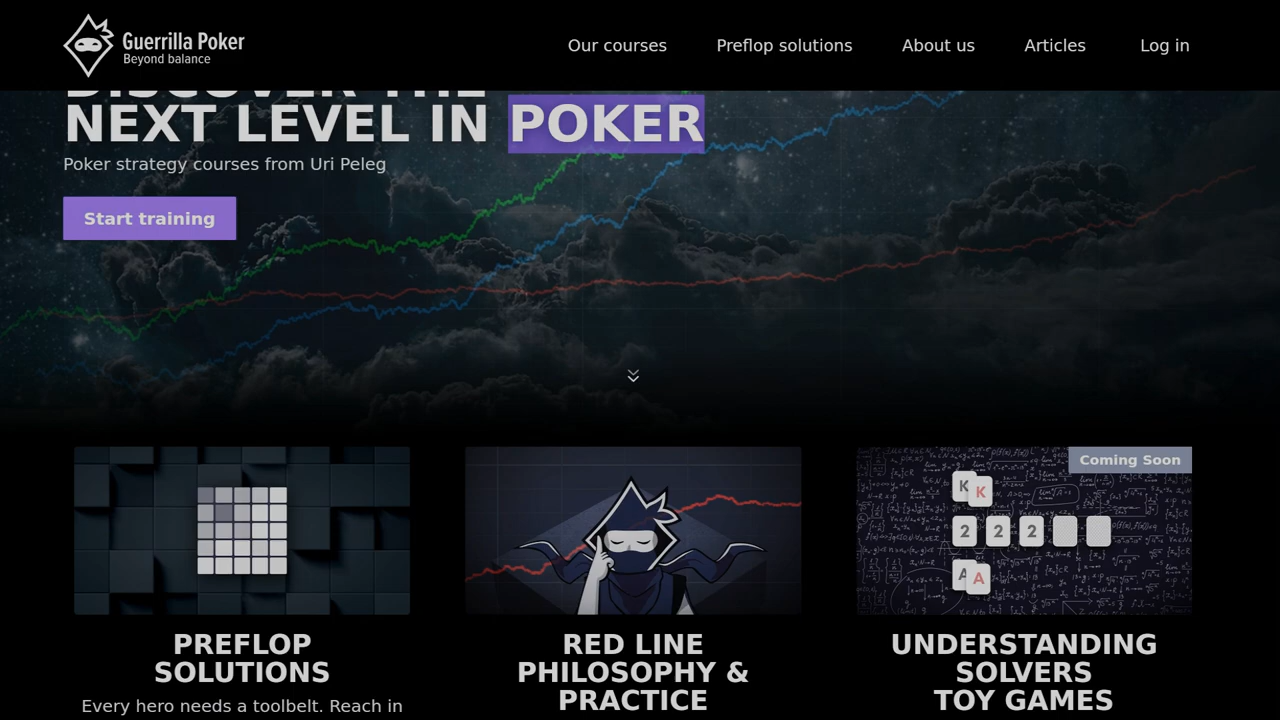 Guerrilla Poker
Beyond balance
Our courses
Preflop solutions
About us
Articles
Log in
DISCOVER THE
NEXT LEVEL IN POKER
Poker strategy courses from Uri Peleg
Start training
Coming Soon
K K
2 2 2
A A
PREFLOP
SOLUTIONS
Every hero needs a toolbelt. Reach in
RED LINE
PHILOSOPHY &
PRACTICE
UNDERSTANDING
SOLVERS
TOY GAMES